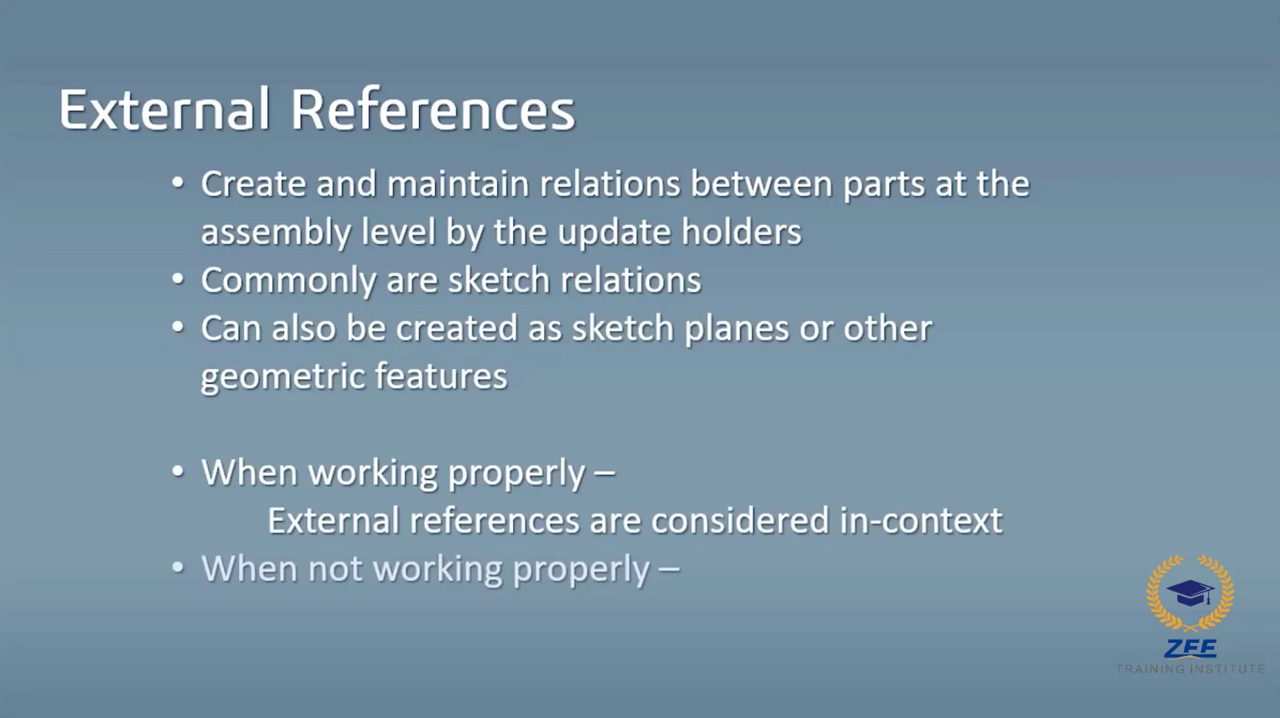 External References
• Create and maintain relations between parts at the
assembly level by the update holders
• Commonly are sketch relations
• Can also be created as sketch planes or other
geometric features
• When working properly –
External references are considered in-context
• When not working properly –
ZEE
TRAINING INSTITUTE